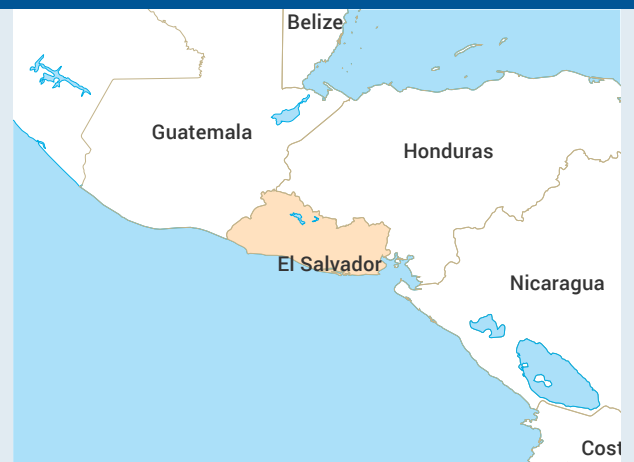 Belize
Guatemala
Honduras
El Salvador
Nicaragua
Cost